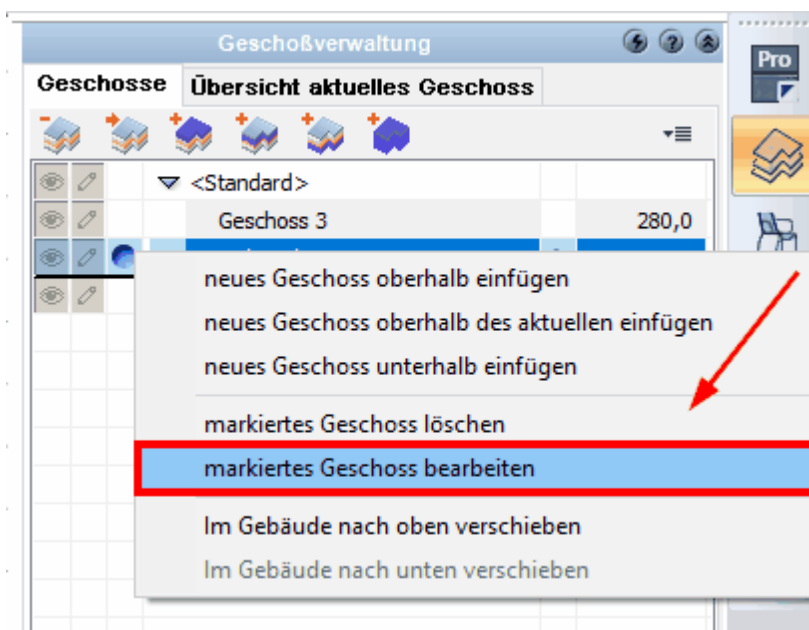 Geschoßverwaltung
Pro
Geschosse Übersicht aktuelles Geschoss
<Standard>
Geschoss 3 280,0
neues Geschoss oberhalb einfügen
neues Geschoss oberhalb des aktuellen einfügen
neues Geschoss unterhalb einfügen
markiertes Geschoss löschen
markiertes Geschoss bearbeiten
Im Gebäude nach oben verschieben
Im Gebäude nach unten verschieben